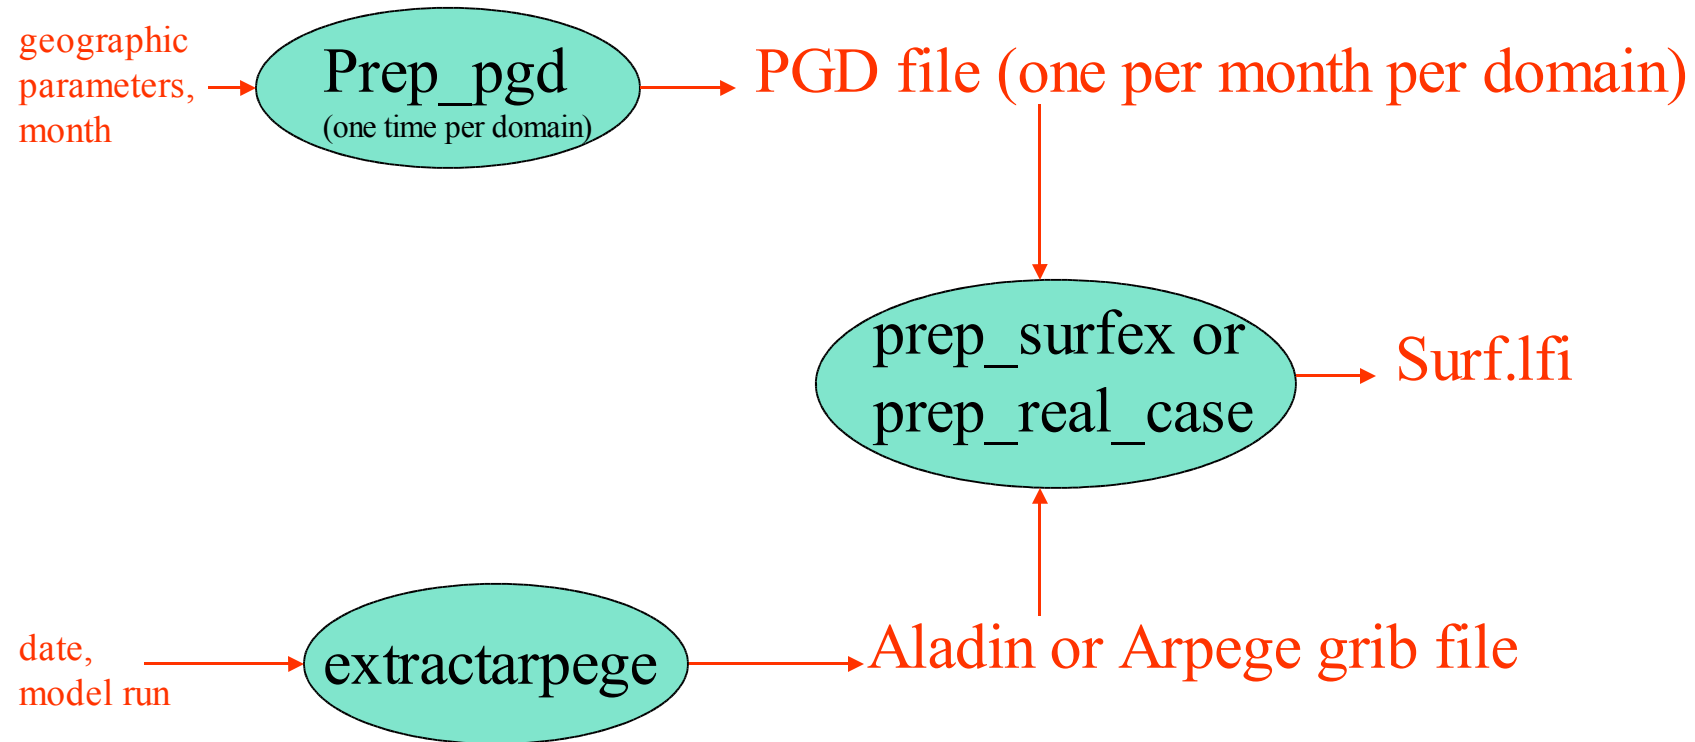 geographic
parameters,
month
Prep_pgd
(one time per domain)
PGD file (one per month per domain)
prep_surfex or
prep_real_case
Surf.lfi
date,
model run
extractarpege
Aladin or Arpege grib file